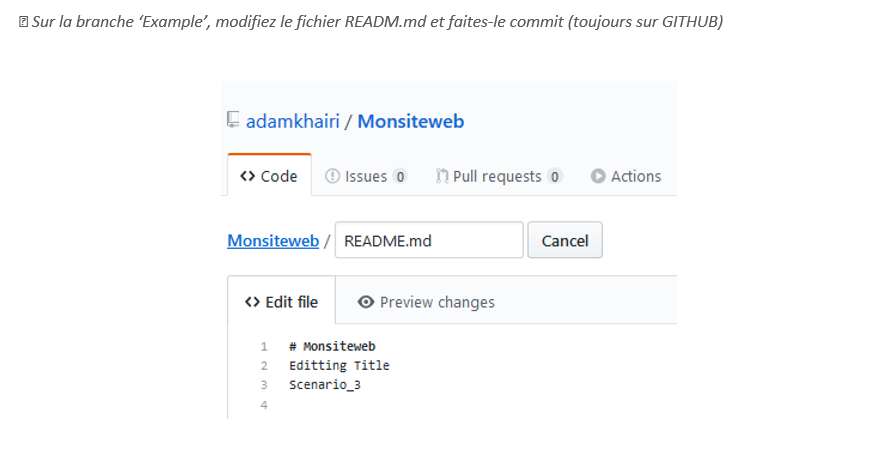 Sur la branche ‘Example’, modifiez le fichier READM.md et faites-le commit (toujours sur GITHUB)
adamkhairi / Monsiteweb
<> Code Issues 0 Pull requests 0 Actions
Monsiteweb / README.md Cancel
<> Edit file Preview changes
1 # Monsiteweb
2 Editting Title
3 Scenario_3
4